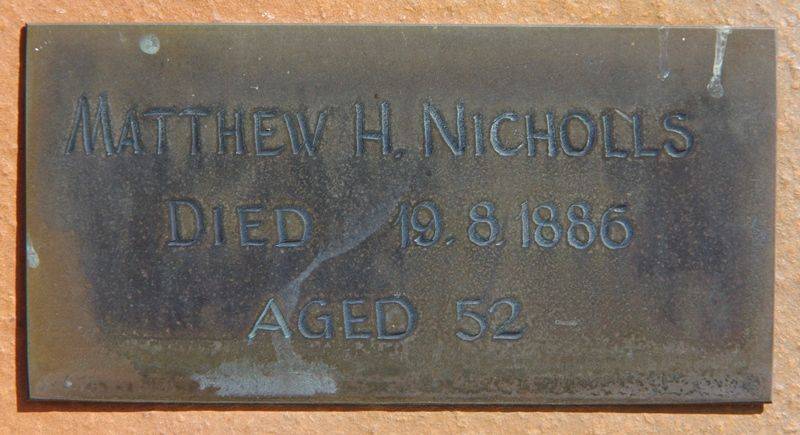 MATTHEW H. NICHOLLS
DIED 19.8.1886
AGED 52